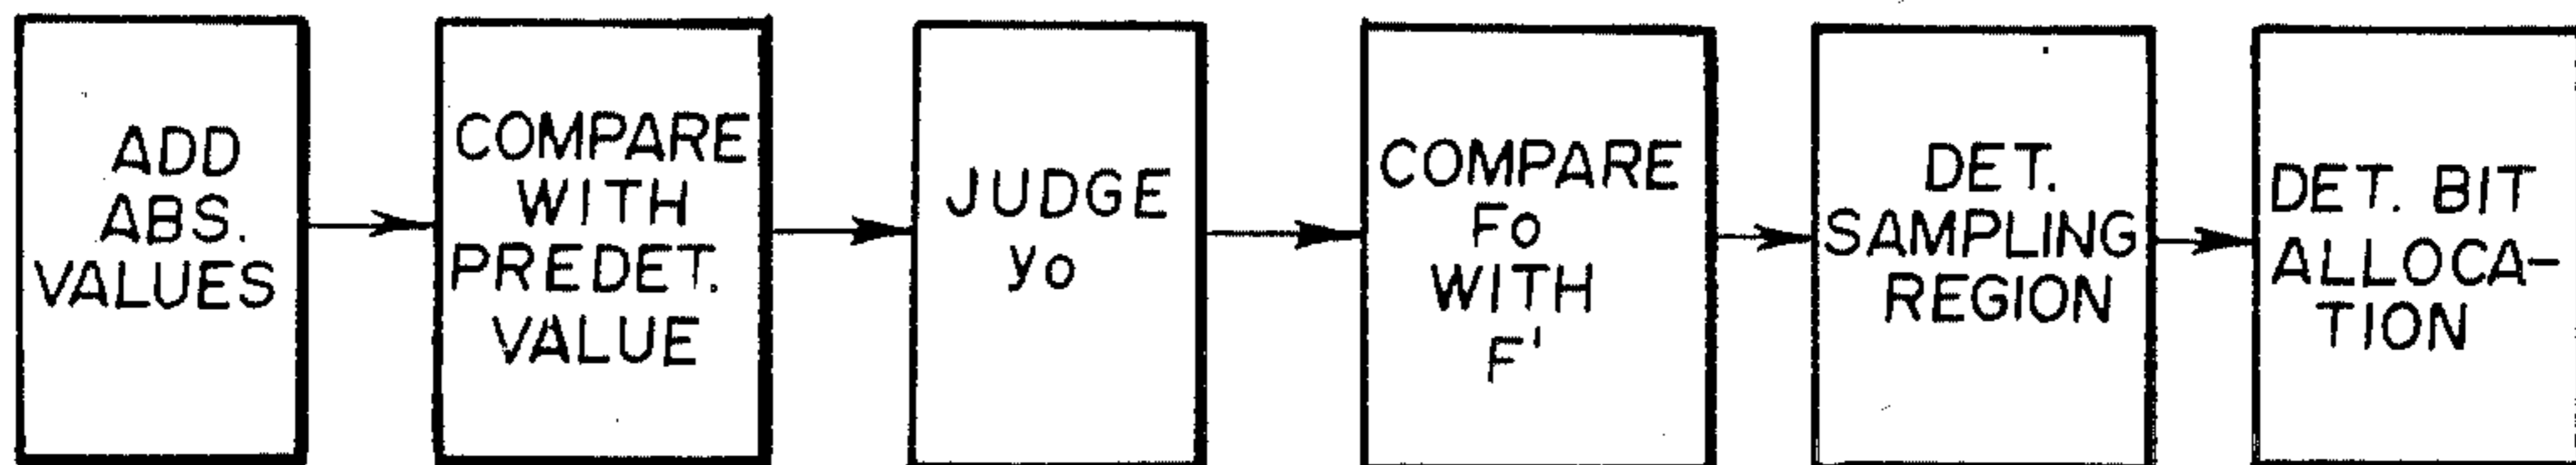 ADD
ABS.
VALUES
COMPARE
WITH
PREDET.
VALUE
JUDGE
yo
COMPARE
Fo
WITH
F'
DET.
SAMPLING
REGION
DET. BIT
ALLOCA-
TION